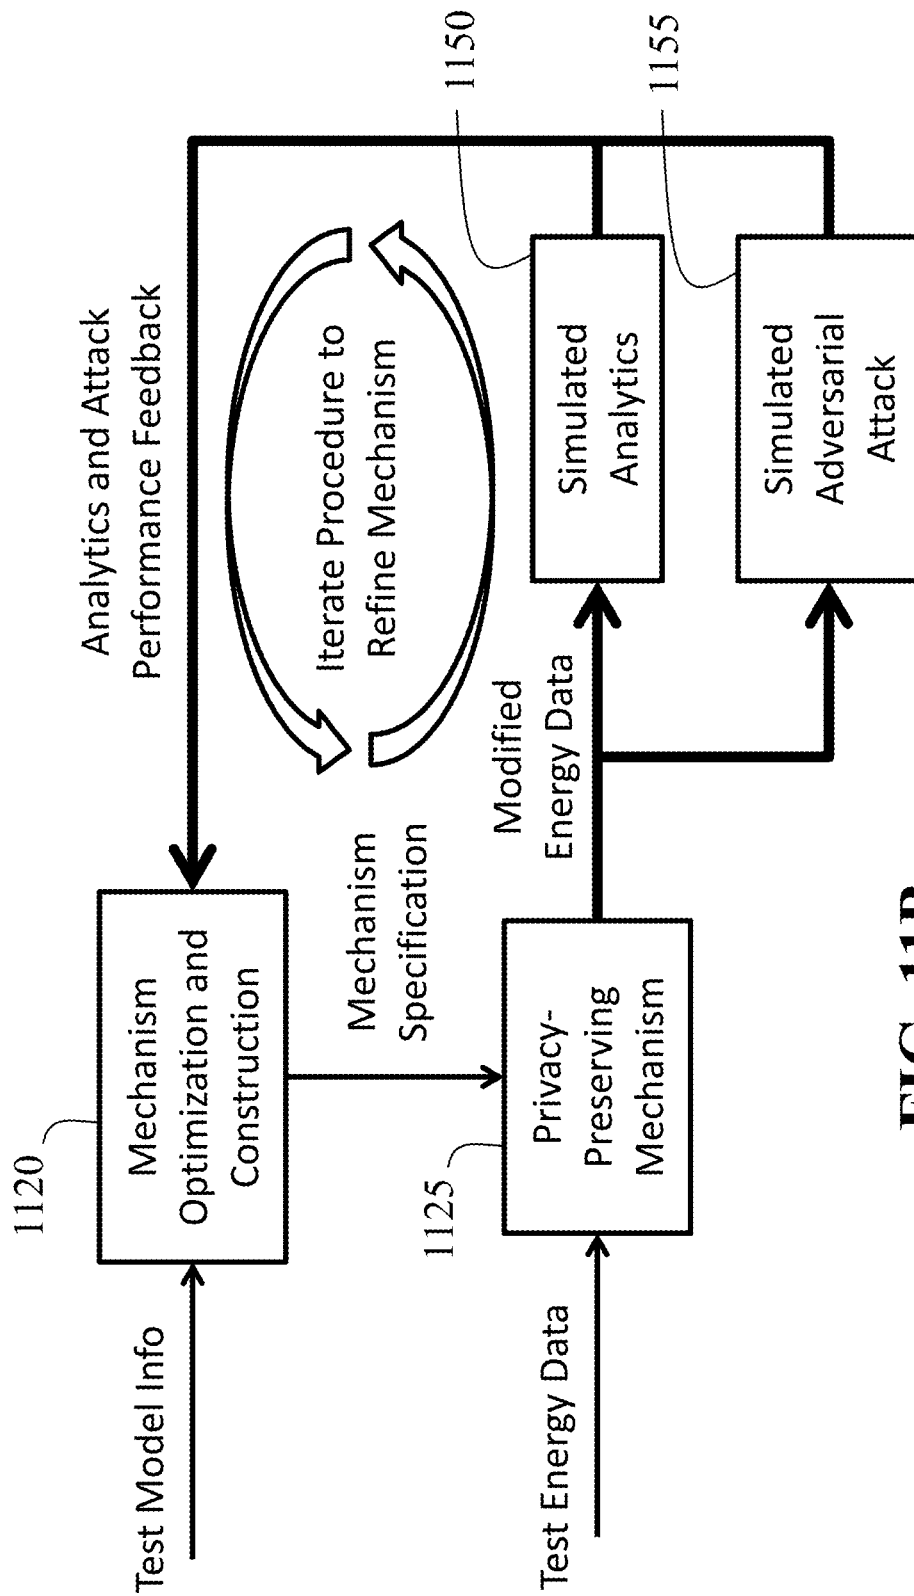 Analytics and Attack
Performance Feedback
1120
Mechanism
Optimization and
Construction
Test Model Info
Iterate Procedure to
Refine Mechanism
Mechanism
Specification
1150
1125
Privacy-
Preserving
Mechanism
Test Energy Data
Modified
Energy Data
Simulated
Analytics
1155
Simulated
Adversarial
Attack